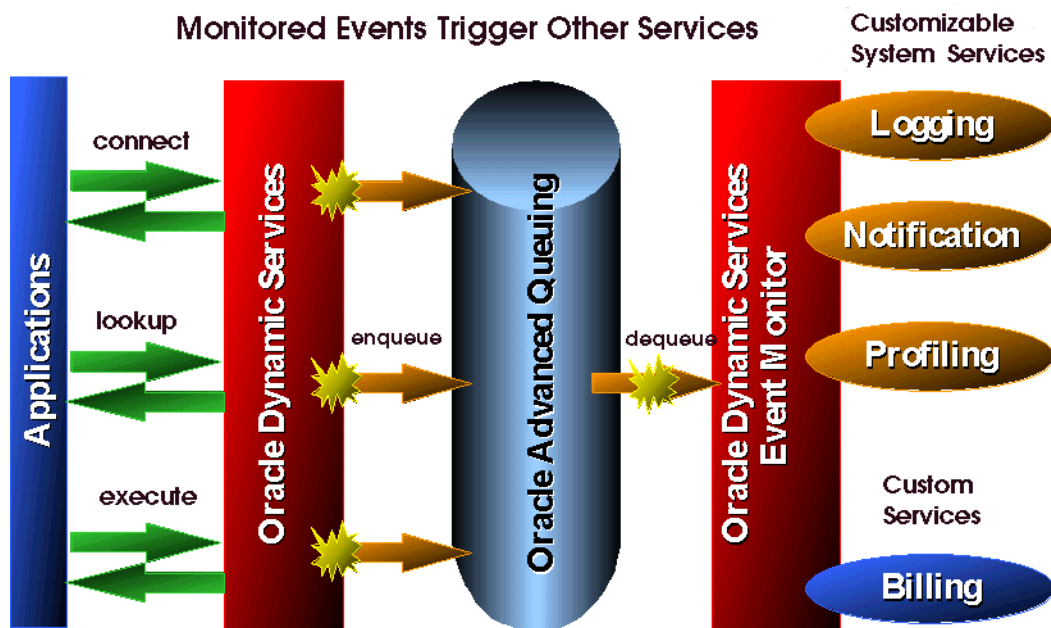 Monitored Events Trigger Other Services
Customizable
System Services
Applications
connect
lookup
execute
Oracle Dynamic Services
enqueue
Oracle Advanced Queuing
dequeue
Oracle Dynamic Services
Event Monitor
Logging
Notification
Profiling
Custom
Services
Billing